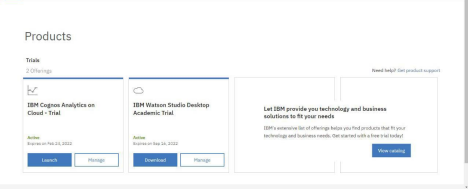 Products
Trials
2 Offerings
Need help? Get product support
IBM Cognos Analytics on
Cloud - Trial
Active
Expires on Feb 23, 2022
Launch
Manage
IBM Watson Studio Desktop
Academic Trial
Active
Expires on Sep 16, 2022
Download
Manage
Let IBM provide you technology and business
solutions to fit your needs
IBM's extensive list of offerings helps you find products that fit your
technology and business needs. Get started with a free trial today!
View catalog